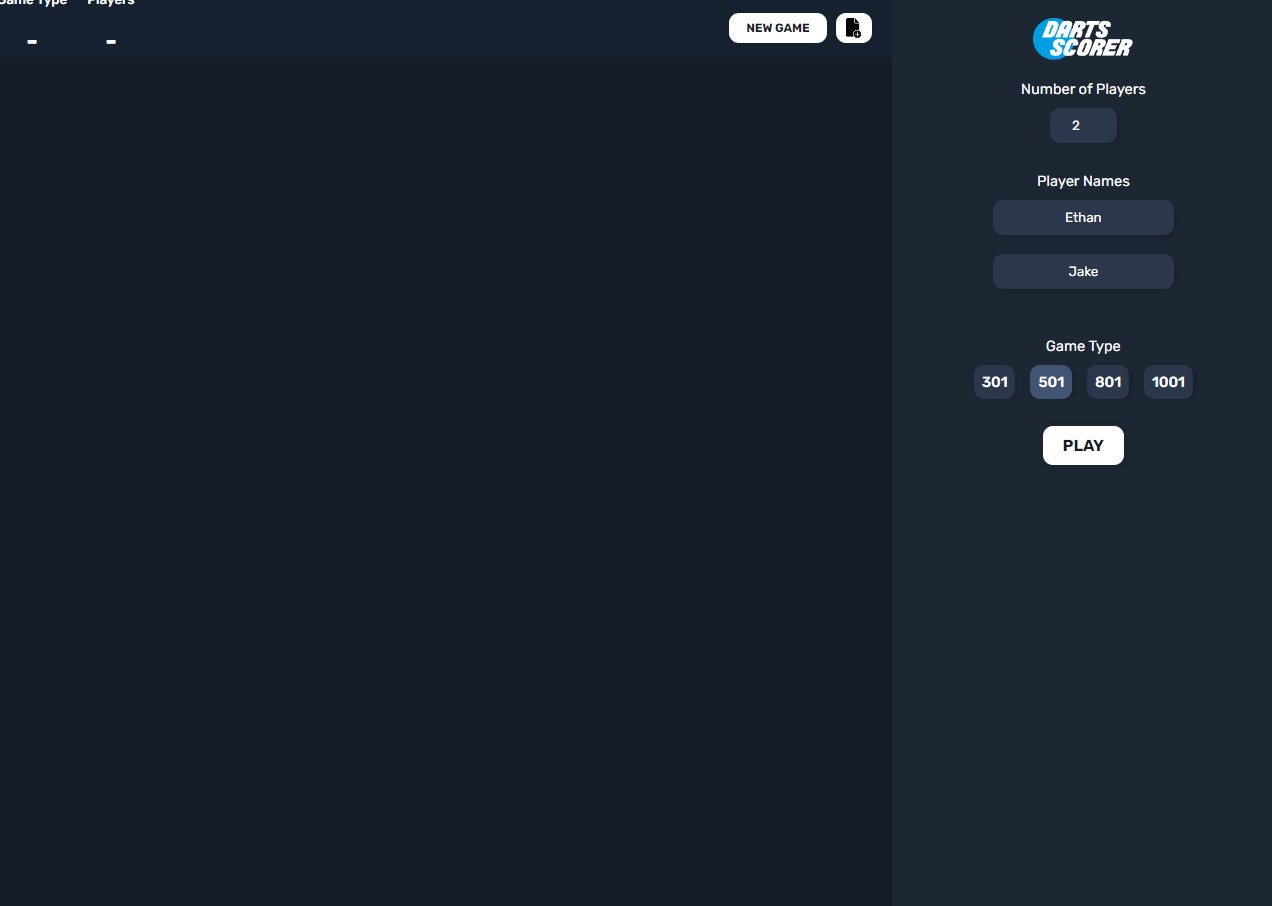 Game Type Players
- -
NEW GAME
DARTS
SCORER
Number of Players
2
Player Names
Ethan
Jake
Game Type
301 501 801 1001
PLAY